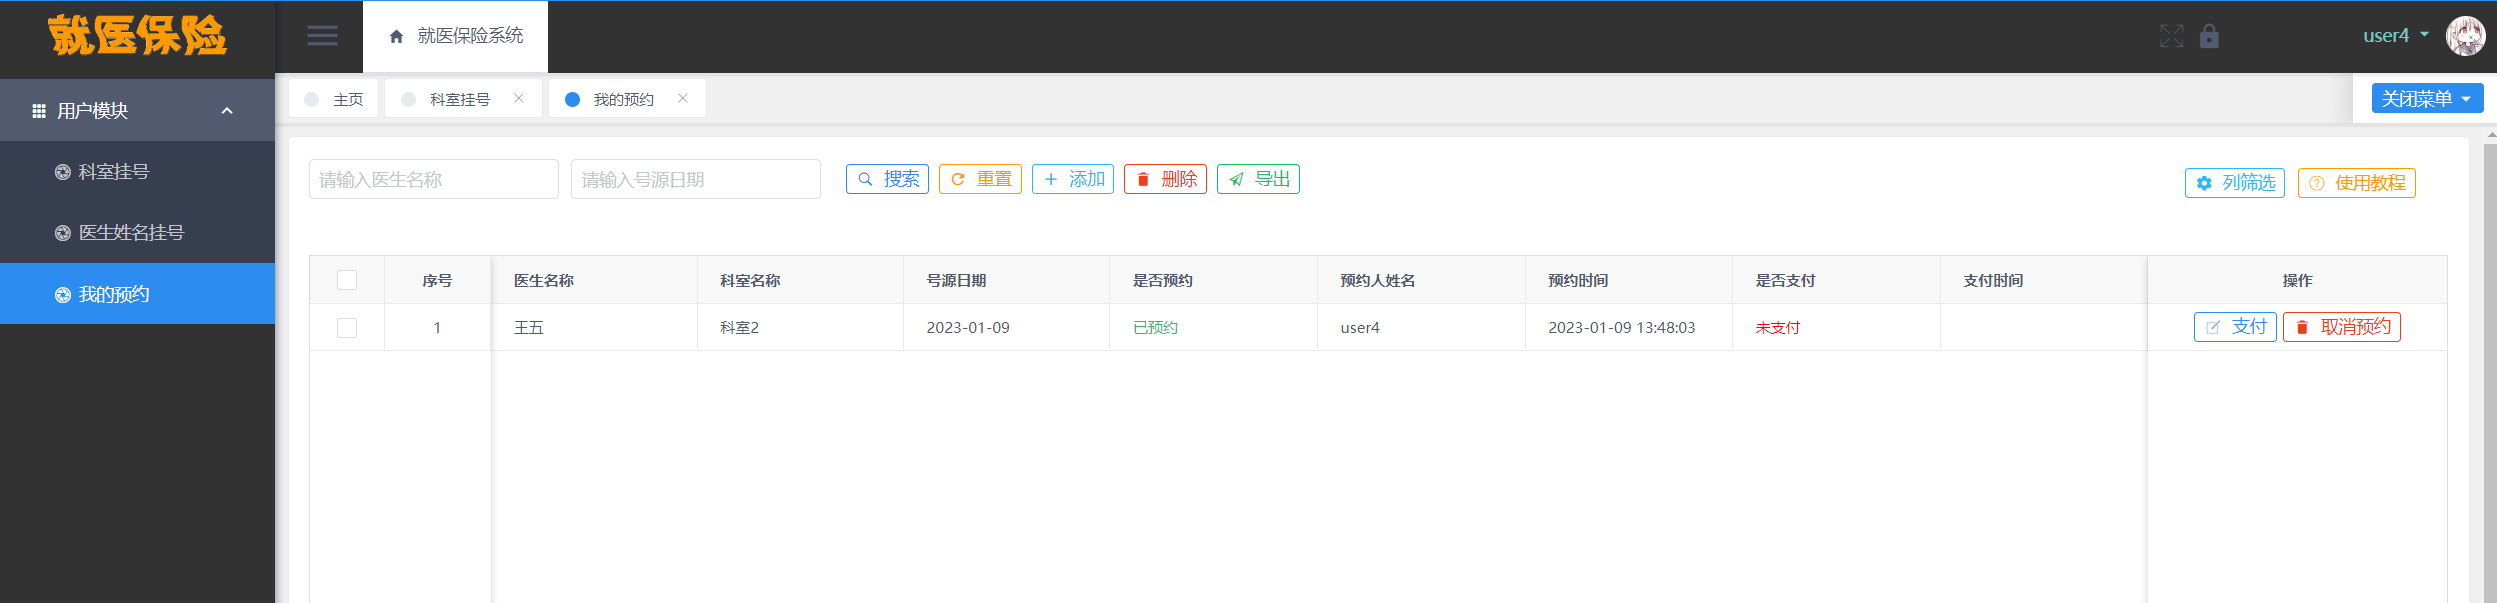 就医保险
就医保险系统
user4
用户模块
科室挂号
医生姓名挂号
我的预约
主页
科室挂号
我的预约
关闭菜单
请输入医生名称
请输入号源日期
搜索
重置
添加
删除
导出
列筛选
使用教程
序号 医生名称 科室名称 号源日期 是否预约 预约人姓名 预约时间 是否支付 支付时间 操作
1 王五 科室2 2023-01-09 已预约 user4 2023-01-09 13:48:03 未支付 支付 取消预约